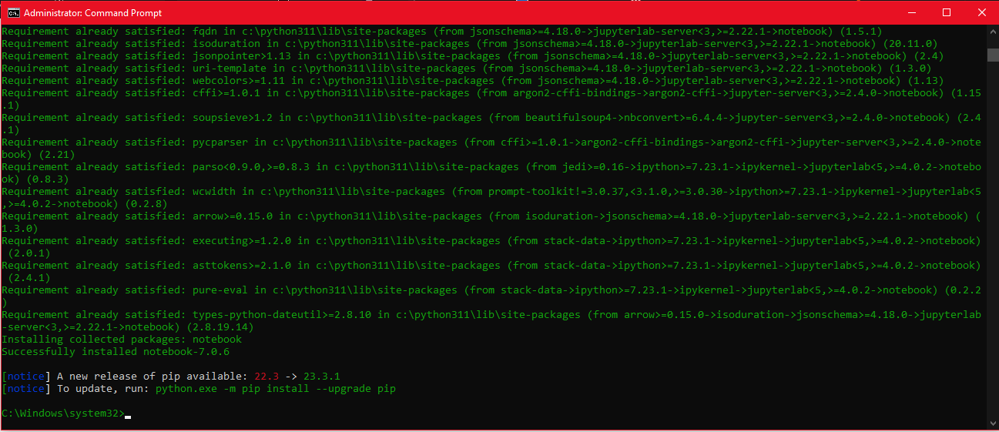 Administrator: Command Prompt
Requirement already satisfied: fqdn in c:\python311\lib\site-packages (from jsonschema>=4.18.0->jupyterlab-server<3,>=2.22.1->notebook) (1.5.1)
Requirement already satisfied: isoduration in c:\python311\lib\site-packages (from jsonschema>=4.18.0->jupyterlab-server<3,>=2.22.1->notebook) (20.11.0)
Requirement already satisfied: jsonpointer>1.13 in c:\python311\lib\site-packages (from jsonschema>=4.18.0->jupyterlab-server<3,>=2.22.1->notebook) (2.4)
Requirement already satisfied: uri-template in c:\python311\lib\site-packages (from jsonschema>=4.18.0->jupyterlab-server<3,>=2.22.1->notebook) (1.3.0)
Requirement already satisfied: webcolors>=1.11 in c:\python311\lib\site-packages (from jsonschema>=4.18.0->jupyterlab-server<3,>=2.22.1->notebook) (1.13)
Requirement already satisfied: cffi>=1.0.1 in c:\python311\lib\site-packages (from argon2-cffi-bindings->argon2-cffi->jupyter-server<3,>=2.4.0->notebook) (1.15
.1)
Requirement already satisfied: soupsieve>1.2 in c:\python311\lib\site-packages (from beautifulsoup4->nbconvert>=6.4.4->jupyter-server<3,>=2.4.0->notebook) (2.4
.1)
Requirement already satisfied: pycparser in c:\python311\lib\site-packages (from cffi>=1.0.1->argon2-cffi-bindings->argon2-cffi->jupyter-server<3,>=2.4.0->note
book) (2.21)
Requirement already satisfied: parso<0.9.0,>=0.8.3 in c:\python311\lib\site-packages (from jedi>=0.16->ipython>=7.23.1->ipykernel->jupyterlab<5,>=4.0.2->notebo
ok) (0.8.3)
Requirement already satisfied: wcwidth in c:\python311\lib\site-packages (from prompt-toolkit!=3.0.37,<3.1.0,>=3.0.30->ipython>=7.23.1->ipykernel->jupyterlab<5
,>=4.0.2->notebook) (0.2.8)
Requirement already satisfied: arrow>=0.15.0 in c:\python311\lib\site-packages (from isoduration->jsonschema>=4.18.0->jupyterlab-server<3,>=2.22.1->notebook) (
1.3.0)
Requirement already satisfied: executing>=1.2.0 in c:\python311\lib\site-packages (from stack-data->ipython>=7.23.1->ipykernel->jupyterlab<5,>=4.0.2->notebook)
 (2.0.1)
Requirement already satisfied: asttokens>=2.1.0 in c:\python311\lib\site-packages (from stack-data->ipython>=7.23.1->ipykernel->jupyterlab<5,>=4.0.2->notebook)
 (2.4.1)
Requirement already satisfied: pure-eval in c:\python311\lib\site-packages (from stack-data->ipython>=7.23.1->ipykernel->jupyterlab<5,>=4.0.2->notebook) (0.2.2
)
Requirement already satisfied: types-python-dateutil>=2.8.10 in c:\python311\lib\site-packages (from arrow>=0.15.0->isoduration->jsonschema>=4.18.0->jupyterlab
-server<3,>=2.22.1->notebook) (2.8.19.14)
Installing collected packages: notebook
Successfully installed notebook-7.0.6
[notice] A new release of pip available: 22.3 -> 23.3.1
[notice] To update, run: python.exe -m pip install --upgrade pip
C:\Windows\system32>